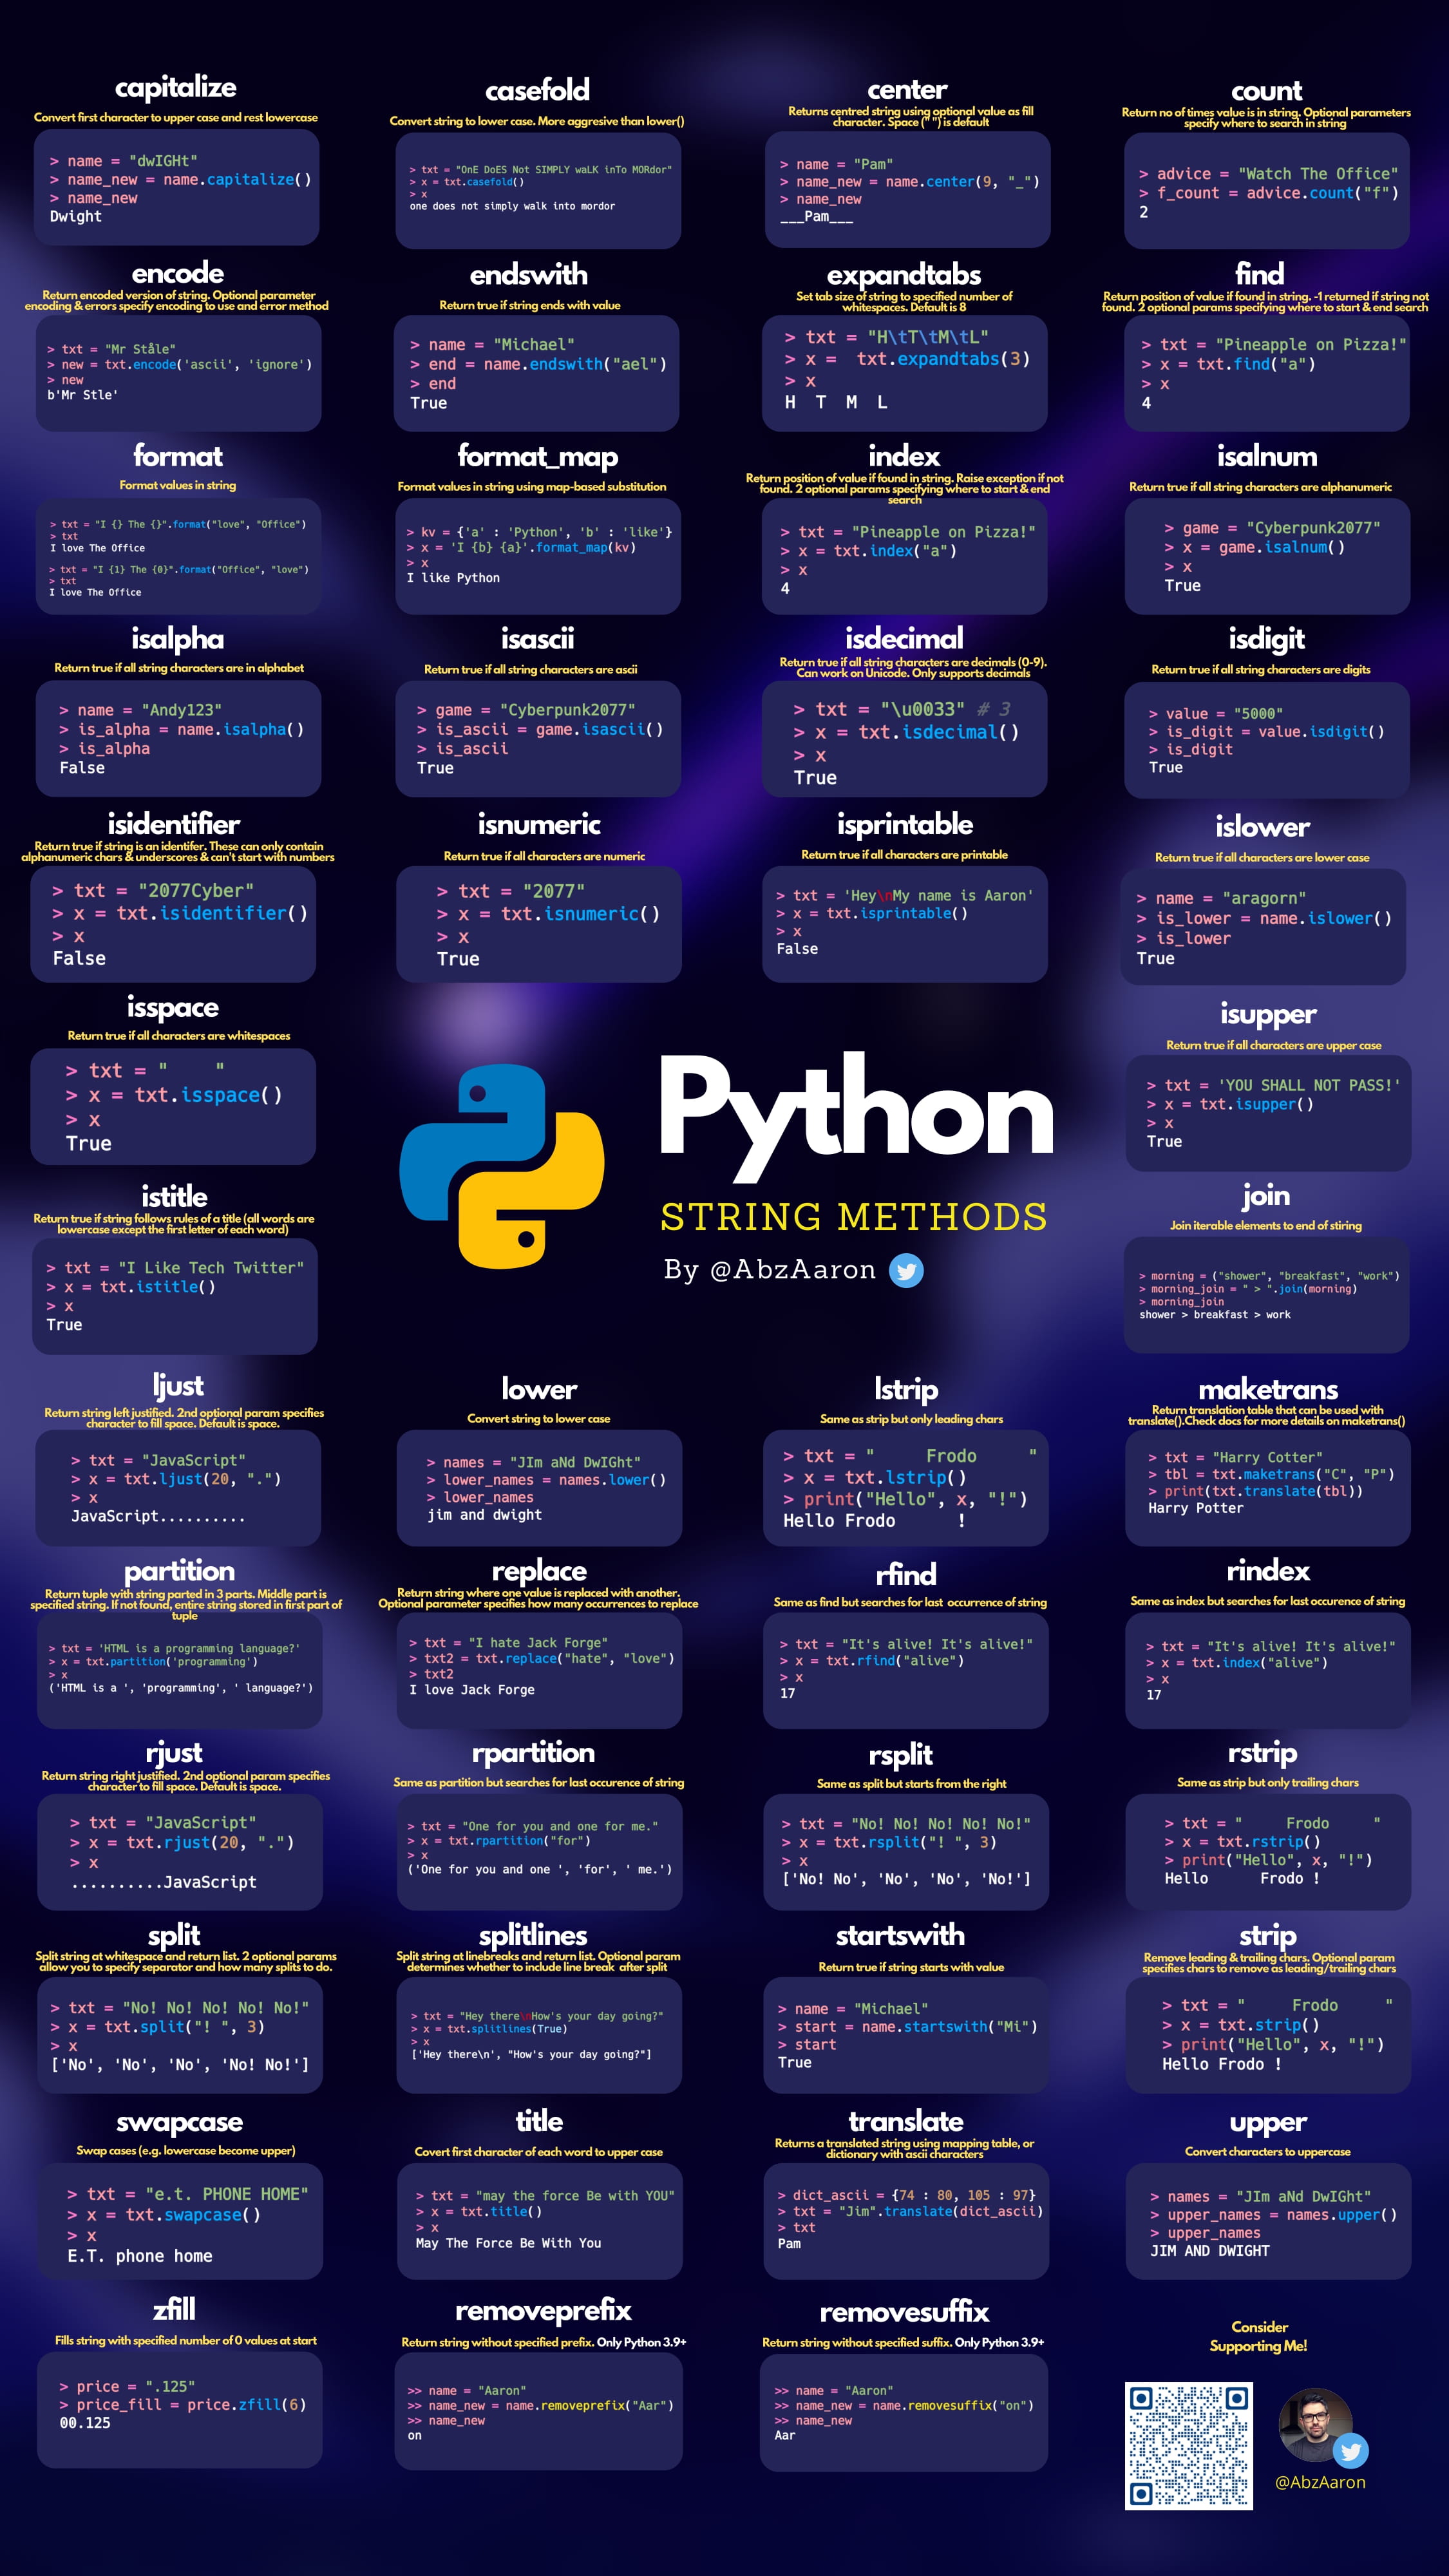 capitalize
Convert first character to upper case and rest lowercase
> name = "dwIGHt"
> name_new = name.capitalize()
> name_new
Dwight
casefold
Convert string to lower case. More aggresive than lower()
> txt = "OnE DoES Not SIMPLY waLK inTo MORdor"
> x = txt.casefold()
> x
one does not simply walk into mordor
center
Returns centred string using optional value as fill
character. Space (" ") is default
> name = "Pam"
> name_new = name.center(9, "_")
> name_new
___Pam___
count
Return no of times value is in string. Optional parameters
specify where to search in string
> advice = "Watch The Office"
> f_count = advice.count("f")
2
encode
Return encoded version of string. Optional parameter
encoding & errors specify encoding to use and error method
> txt = "Mr Ståle"
> new = txt.encode('ascii', 'ignore')
> new
b'Mr Stle'
endswith
Return true if string ends with value
> name = "Michael"
> end = name.endswith("ael")
> end
True
expandtabs
Set tab size of string to specified number of
whitespaces. Default is 8
> txt = "H\tT\tM\tL"
> x =  txt.expandtabs(3)
> x
H  T  M  L
find
Return position of value if found in string. -1 returned if string not
found. 2 optional params specifying where to start & end search
> txt = "Pineapple on Pizza!"
> x = txt.find("a")
> x
4
format
Format values in string
> txt = "I {} The {}".format("love", "Office")
> txt
I love The Office
> txt = "I {1} The {0}".format("Office", "love")
> txt
I love The Office
format_map
Format values in string using map-based substitution
> kv = {'a' : 'Python', 'b' : 'like'}
> x = 'I {b} {a}'.format_map(kv)
> x
I like Python
index
Return position of value if found in string. Raise exception if not
found. 2 optional params specifying where to start & end
search
> txt = "Pineapple on Pizza!"
> x = txt.index("a")
> x
4
isalnum
Return true if all string characters are alphanumeric
> game = "Cyberpunk2077"
> x = game.isalnum()
> x
True
isalpha
Return true if all string characters are in alphabet
> name = "Andy123"
> is_alpha = name.isalpha()
> is_alpha
False
isascii
Return true if all string characters are ascii
> game = "Cyberpunk2077"
> is_ascii = game.isascii()
> is_ascii
True
isdecimal
Return true if all string characters are decimals (0-9).
Can work on Unicode. Only supports decimals
> txt = "\u0033" # 3
> x = txt.isdecimal()
> x
True
isdigit
Return true if all string characters are digits
> value = "5000"
> is_digit = value.isdigit()
> is_digit
True
isidentifier
Return true if string is an identifer. These can only contain
alphanumeric chars & underscores & can't start with numbers
> txt = "2077Cyber"
> x = txt.isidentifier()
> x
False
isnumeric
Return true if all characters are numeric
> txt = "2077"
> x = txt.isnumeric()
> x
True
isprintable
Return true if all characters are printable
> txt = 'Hey\nMy name is Aaron'
> x = txt.isprintable()
> x
False
islower
Return true if all characters are lower case
> name = "aragorn"
> is_lower = name.islower()
> is_lower
True
isspace
Return true if all characters are whitespaces
> txt = "    "
> x = txt.isspace()
> x
True
isupper
Return true if all characters are upper case
> txt = 'YOU SHALL NOT PASS!'
> x = txt.isupper()
> x
True
Python
STRING METHODS
By @AbzAaron
istitle
Return true if string follows rules of a title (all words are
lowercase except the first letter of each word)
> txt = "I Like Tech Twitter"
> x = txt.istitle()
> x
True
join
Join iterable elements to end of stiring
> morning = ("shower", "breakfast", "work")
> morning_join = " > ".join(morning)
> morning_join
shower > breakfast > work
ljust
Return string left justified. 2nd optional param specifies
character to fill space. Default is space.
> txt = "JavaScript"
> x = txt.ljust(20, ".")
> x
JavaScript..........
lower
Convert string to lower case
> names = "JIm aNd DwIGht"
> lower_names = names.lower()
> lower_names
jim and dwight
lstrip
Same as strip but only leading chars
> txt = "     Frodo     "
> x = txt.lstrip()
> print("Hello", x, "!")
Hello Frodo      !
maketrans
Return translation table that can be used with
translate().Check docs for more details on maketrans()
> txt = "Harry Cotter"
> tbl = txt.maketrans("C", "P")
> print(txt.translate(tbl))
Harry Potter
partition
Return tuple with string parted in 3 parts. Middle part is
specified string. If not found, entire string stored in first part of
tuple
> txt = 'HTML is a programming language?'
> x = txt.partition('programming')
> x
('HTML is a ', 'programming', ' language?')
replace
Return string where one value is replaced with another.
Optional parameter specifies how many occurrences to replace
> txt = "I hate Jack Forge"
> txt2 = txt.replace("hate", "love")
> txt2
I love Jack Forge
rfind
Same as find but searches for last  occurrence of string
> txt = "It's alive! It's alive!"
> x = txt.rfind("alive")
> x
17
rindex
Same as index but searches for last occurence of string
> txt = "It's alive! It's alive!"
> x = txt.index("alive")
> x
17
rjust
Return string right justified. 2nd optional param specifies
character to fill space. Default is space.
> txt = "JavaScript"
> x = txt.rjust(20, ".")
> x
..........JavaScript
rpartition
Same as partition but searches for last occurence of string
> txt = "One for you and one for me."
> x = txt.rpartition("for")
> x
('One for you and one ', 'for', ' me.')
rsplit
Same as split but starts from the right
> txt = "No! No! No! No! No!"
> x = txt.rsplit("! ", 3)
> x
['No! No', 'No', 'No', 'No!']
rstrip
Same as strip but only trailing chars
> txt = "     Frodo     "
> x = txt.rstrip()
> print("Hello", x, "!")
Hello      Frodo !
split
Split string at whitespace and return list. 2 optional params
allow you to specify separator and how many splits to do.
> txt = "No! No! No! No! No!"
> x = txt.split("! ", 3)
> x
['No', 'No', 'No', 'No! No!']
splitlines
Split string at linebreaks and return list. Optional param
determines whether to include line break  after split
> txt = "Hey there\nHow's your day going?"
> x = txt.splitlines(True)
> x
['Hey there\n', "How's your day going?"]
startswith
Return true if string starts with value
> name = "Michael"
> start = name.startswith("Mi")
> start
True
strip
Remove leading & trailing chars. Optional param
specifies chars to remove as leading/trailing chars
> txt = "     Frodo        "
> x = txt.strip()
> print("Hello", x, "!")
Hello Frodo !
swapcase
Swap cases (e.g. lowercase become upper)
> txt = "e.t. PHONE HOME"
> x = txt.swapcase()
> x
E.T. phone home
title
Covert first character of each word to upper case
> txt = "may the force Be with YOU"
> x = txt.title()
> x
May The Force Be With You
translate
Returns a translated string using mapping table, or
dictionary with ascii characters
> dict_ascii = {74 : 80, 105 : 97}
> txt = "Jim".translate(dict_ascii)
> txt
Pam
upper
Convert characters to uppercase
> names = "JIm aNd DwIGht"
> upper_names = names.upper()
> upper_names
JIM AND DWIGHT
zfill
Fills string with specified number of 0 values at start
> price = ".125"
> price_fill = price.zfill(6)
00.125
removeprefix
Return string without specified prefix. Only Python 3.9+
>> name = "Aaron"
>> name_new = name.removeprefix("Aar")
>> name_new
on
removesuffix
Return string without specified suffix. Only Python 3.9+
>> name = "Aaron"
>> name_new = name.removesuffix("on")
>> name_new
Aar
Consider
Supporting Me!
@AbzAaron